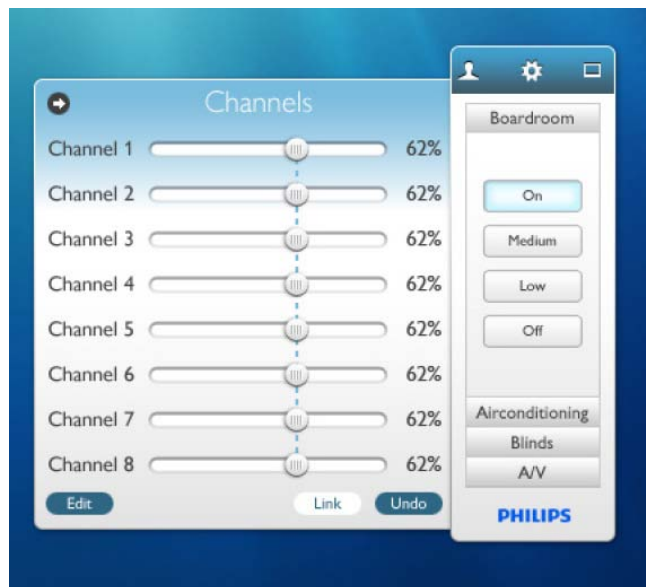 Channels
Channel 1 62%
Channel 2 62%
Channel 3 62%
Channel 4 62%
Channel 5 62%
Channel 6 62%
Channel 7 62%
Channel 8 62%
Edit Link Undo
Boardroom
On
Medium
Low
Off
Airconditioning
Blinds
A/V
PHILIPS